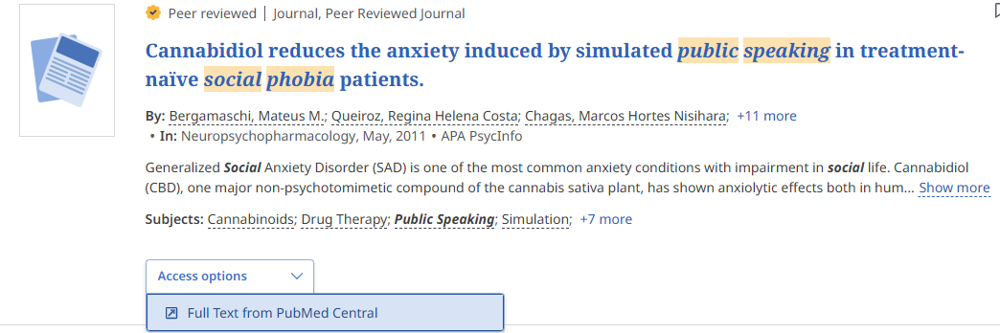 Peer reviewed | Journal, Peer Reviewed Journal
Cannabidiol reduces the anxiety induced by simulated public speaking in treatment-
naïve social phobia patients.
By: Bergamaschi, Mateus M.; Queiroz, Regina Helena Costa; Chagas, Marcos Hortes Nisihara; +11 more
• In: Neuropsychopharmacology, May, 2011 • APA PsycInfo
Generalized Social Anxiety Disorder (SAD) is one of the most common anxiety conditions with impairment in social life. Cannabidiol
(CBD), one major non-psychotomimetic compound of the cannabis sativa plant, has shown anxiolytic effects both in hum... Show more
Subjects: Cannabinoids; Drug Therapy; Public Speaking; Simulation; +7 more
Access options
Full Text from PubMed Central